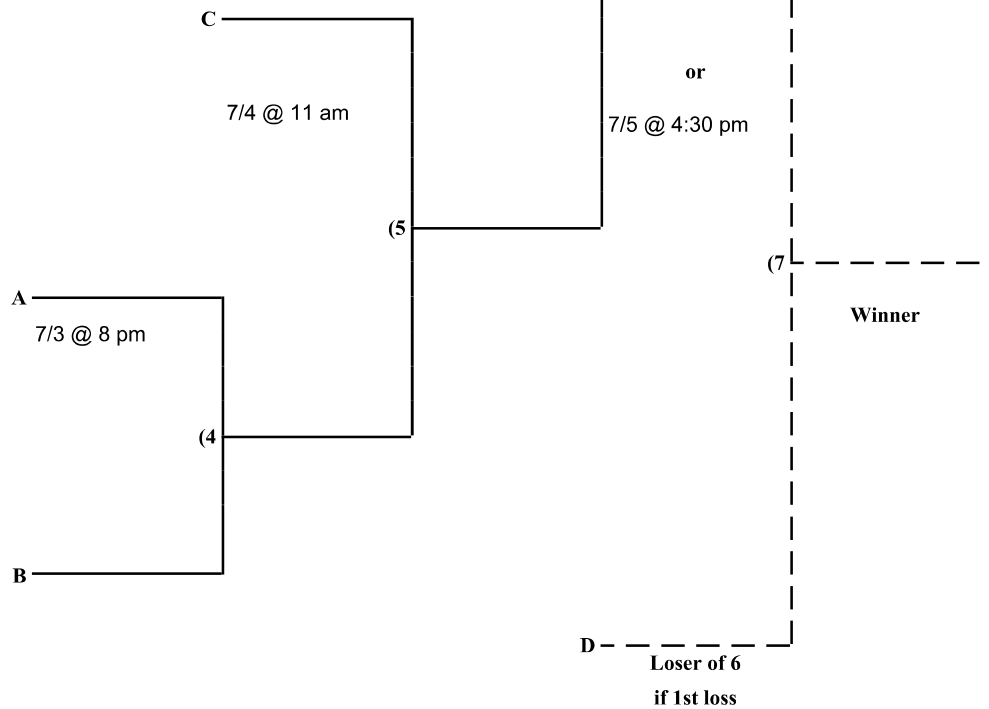 C
or
7/4 @ 11 am
7/5 @ 4:30 pm
(5
(7
A
Winner
7/3 @ 8 pm
(4
B
D
Loser of 6
if 1st loss